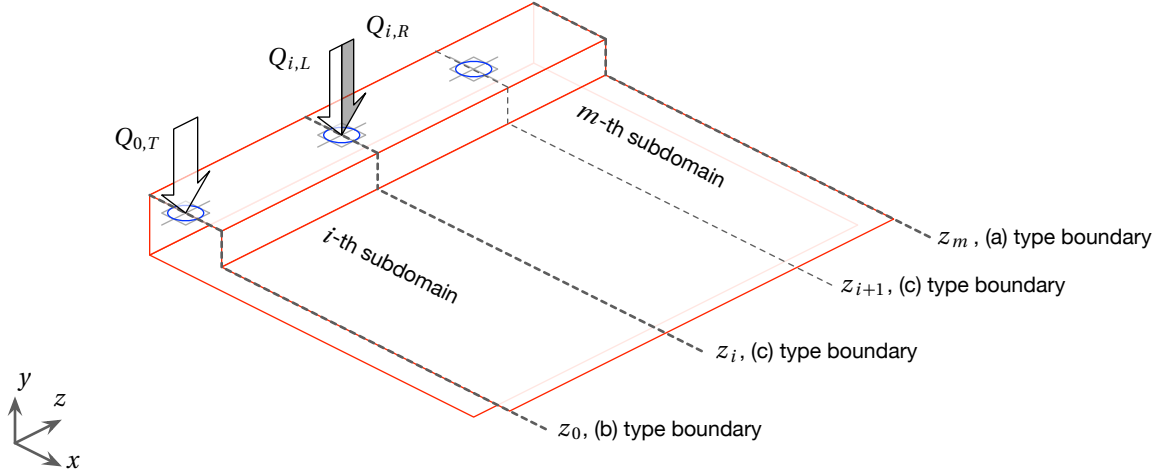 Q_{i,R}
Q_{i,L}
Q_{0,T}
m-th subdomain
i-th subdomain
z_m , (a) type boundary
z_{i+1}, (c) type boundary
z_i, (c) type boundary
z_0, (b) type boundary
y
z
x